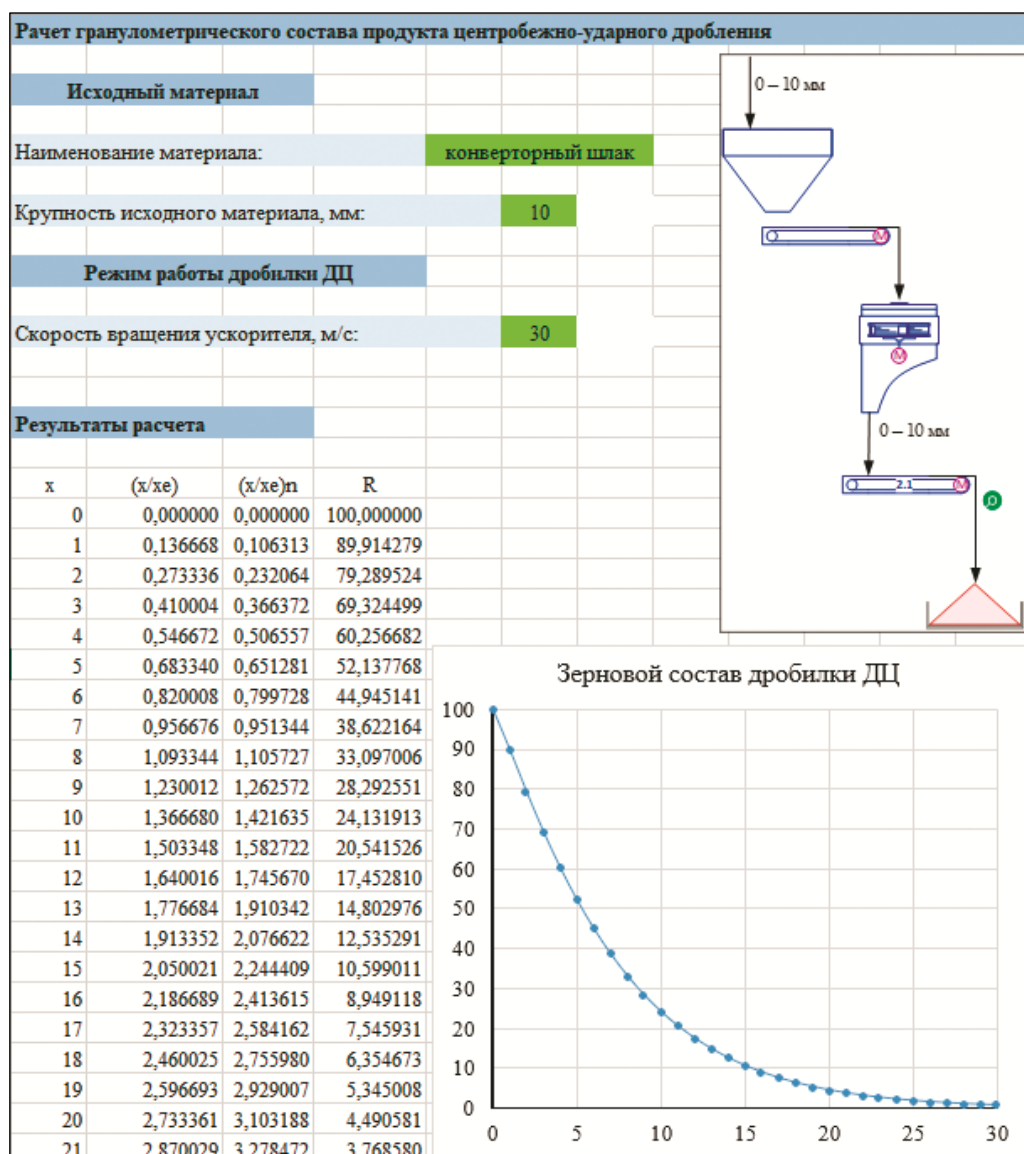 Рачет гранулометрического состава продукта центробежно-ударного дробления
Исходный материал
Наименование материала: конверторный шлак
Крупность исходного материала, мм: 10
Режим работы дробилки ДЦ
Скорость вращения ускорителя, м/с: 30
0 – 10 мм
M
M
0 – 10 мм
2.1 M
Результаты расчета
x (x/xe) (x/xe)n R
0 0,000000 0,000000 100,000000
1 0,136668 0,106313 89,914279
2 0,273336 0,232064 79,289524
3 0,410004 0,366372 69,324499
4 0,546672 0,506557 60,256682
5 0,683340 0,651281 52,137768
6 0,820008 0,799728 44,945141
7 0,956676 0,951344 38,622164
8 1,093344 1,105727 33,097006
9 1,230012 1,262572 28,292551
10 1,366680 1,421635 24,131913
11 1,503348 1,582722 20,541526
12 1,640016 1,745670 17,452810
13 1,776684 1,910342 14,802976
14 1,913352 2,076622 12,535291
15 2,050021 2,244409 10,599011
16 2,186689 2,413615 8,949118
17 2,323357 2,584162 7,545931
18 2,460025 2,755980 6,354673
19 2,596693 2,929007 5,345008
20 2,733361 3,103188 4,490581
21 2,870029 3,278472 3,768580
Зерновой состав дробилки ДЦ
100
90
80
70
60
50
40
30
20
10
0
0 5 10 15 20 25 30